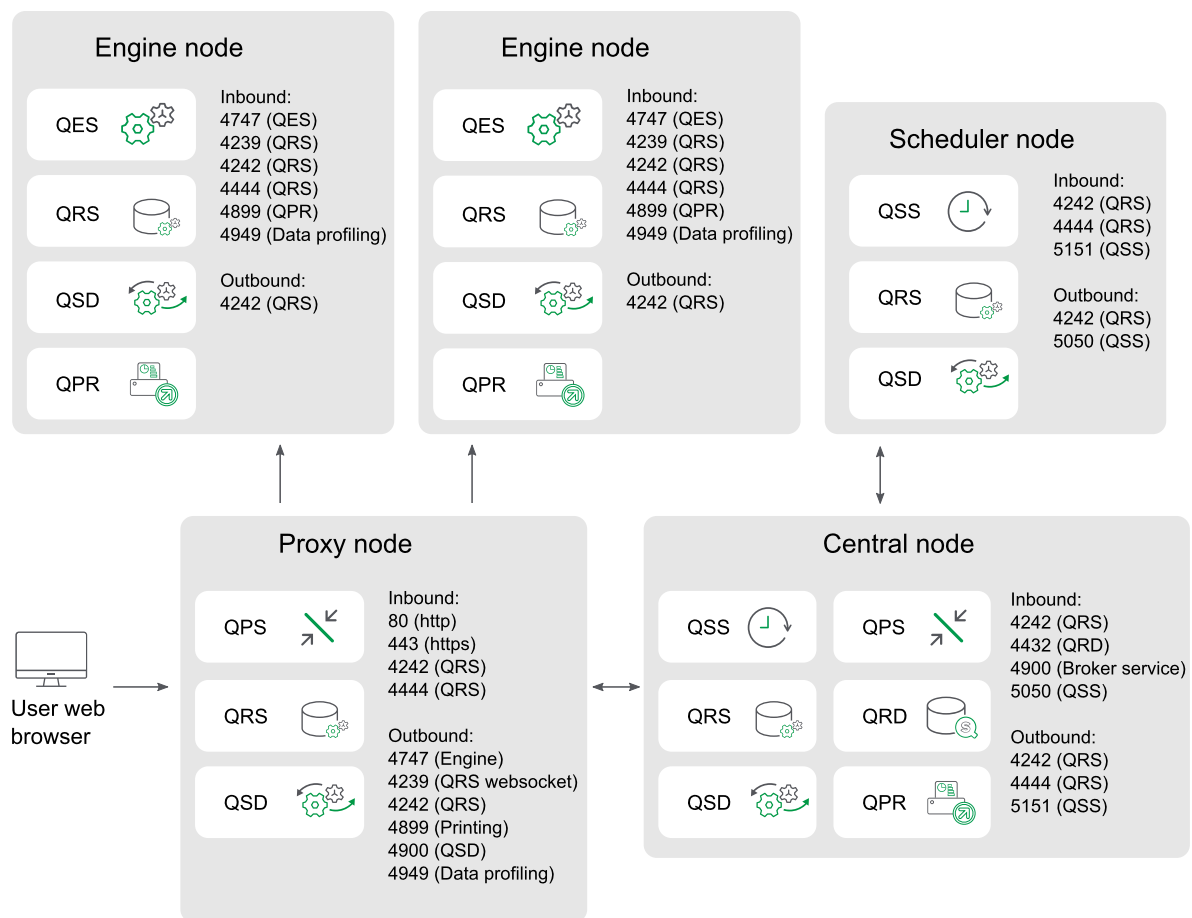 Engine node
QES
QRS
QSD
QPR
Inbound:
4747 (QES)
4239 (QRS)
4242 (QRS)
4444 (QRS)
4899 (QPR)
4949 (Data profiling)
Outbound:
4242 (QRS)
Engine node
QES
QRS
QSD
QPR
Inbound:
4747 (QES)
4239 (QRS)
4242 (QRS)
4444 (QRS)
4899 (QPR)
4949 (Data profiling)
Outbound:
4242 (QRS)
Scheduler node
QSS
QRS
QSD
Inbound:
4242 (QRS)
4444 (QRS)
5151 (QSS)
Outbound:
4242 (QRS)
5050 (QSS)
User web
browser
Proxy node
QPS
QRS
QSD
Inbound:
80 (http)
443 (https)
4242 (QRS)
4444 (QRS)
Outbound:
4747 (Engine)
4239 (QRS websocket)
4242 (QRS)
4899 (Printing)
4900 (QSD)
4949 (Data profiling)
Central node
QSS
QPS
QRS
QRD
S
QSD
QPR
Inbound:
4242 (QRS)
4432 (QRD)
4900 (Broker service)
5050 (QSS)
Outbound:
4242 (QRS)
4444 (QRS)
5151 (QSS)